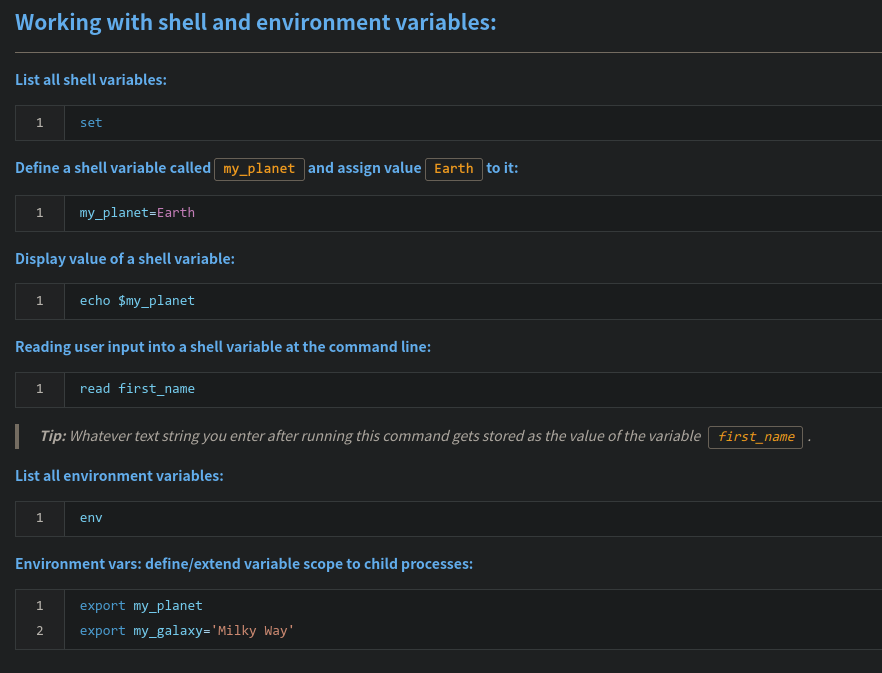 Working with shell and environment variables:
List all shell variables:
1 set
Define a shell variable called my_planet and assign value Earth to it:
1 my_planet=Earth
Display value of a shell variable:
1 echo $my_planet
Reading user input into a shell variable at the command line:
1 read first_name
Tip: Whatever text string you enter after running this command gets stored as the value of the variable first_name .
List all environment variables:
1 env
Environment vars: define/extend variable scope to child processes:
1 export my_planet
2 export my_galaxy='Milky Way'